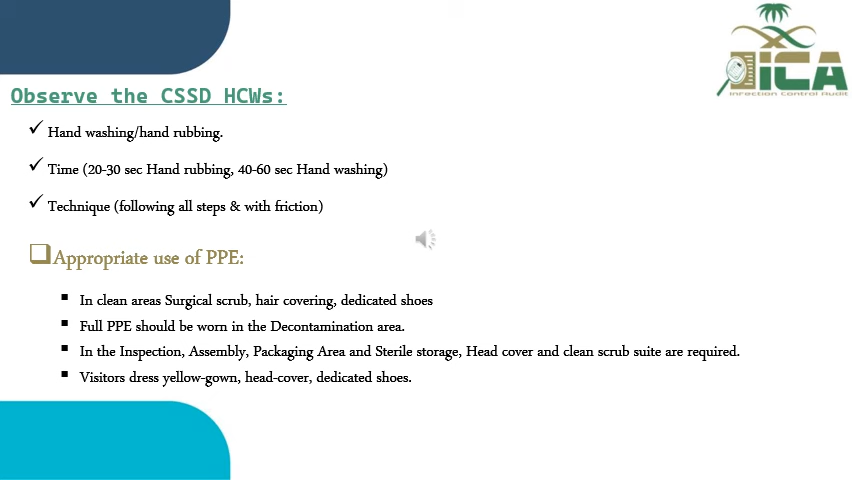 iCA
Infection Control Audit
Observe the CSSD HCWs:
✓ Hand washing/hand rubbing.
✓ Time (20-30 sec Hand rubbing, 40-60 sec Hand washing)
✓ Technique (following all steps & with friction)
❑Appropriate use of PPE:
▪ In clean areas Surgical scrub, hair covering, dedicated shoes
▪ Full PPE should be worn in the Decontamination area.
▪ In the Inspection, Assembly, Packaging Area and Sterile storage, Head cover and clean scrub suite are required.
▪ Visitors dress yellow-gown, head-cover, dedicated shoes.